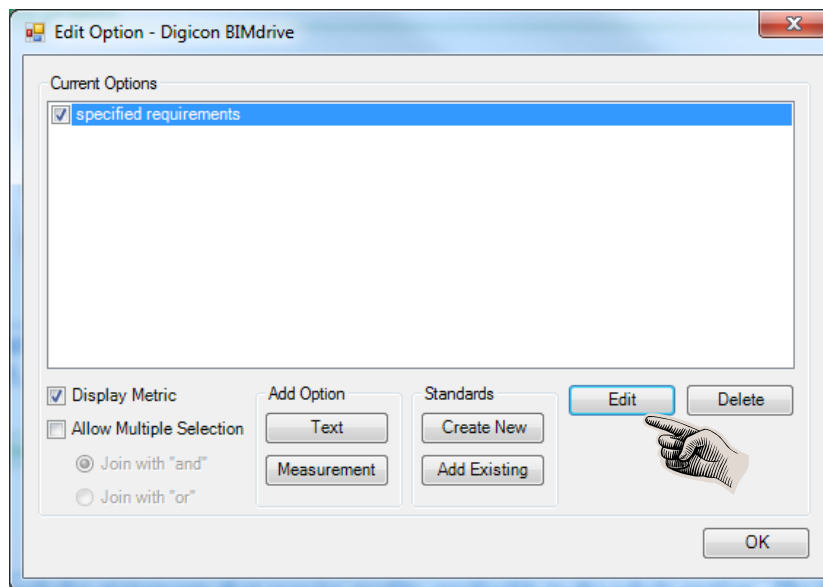 Edit Option - Digicon BIMdrive
Current Options
specified requirements
Display Metric
Allow Multiple Selection
Join with "and"
Join with "or"
Add Option
Text
Measurement
Standards
Create New
Add Existing
Edit
Delete
OK